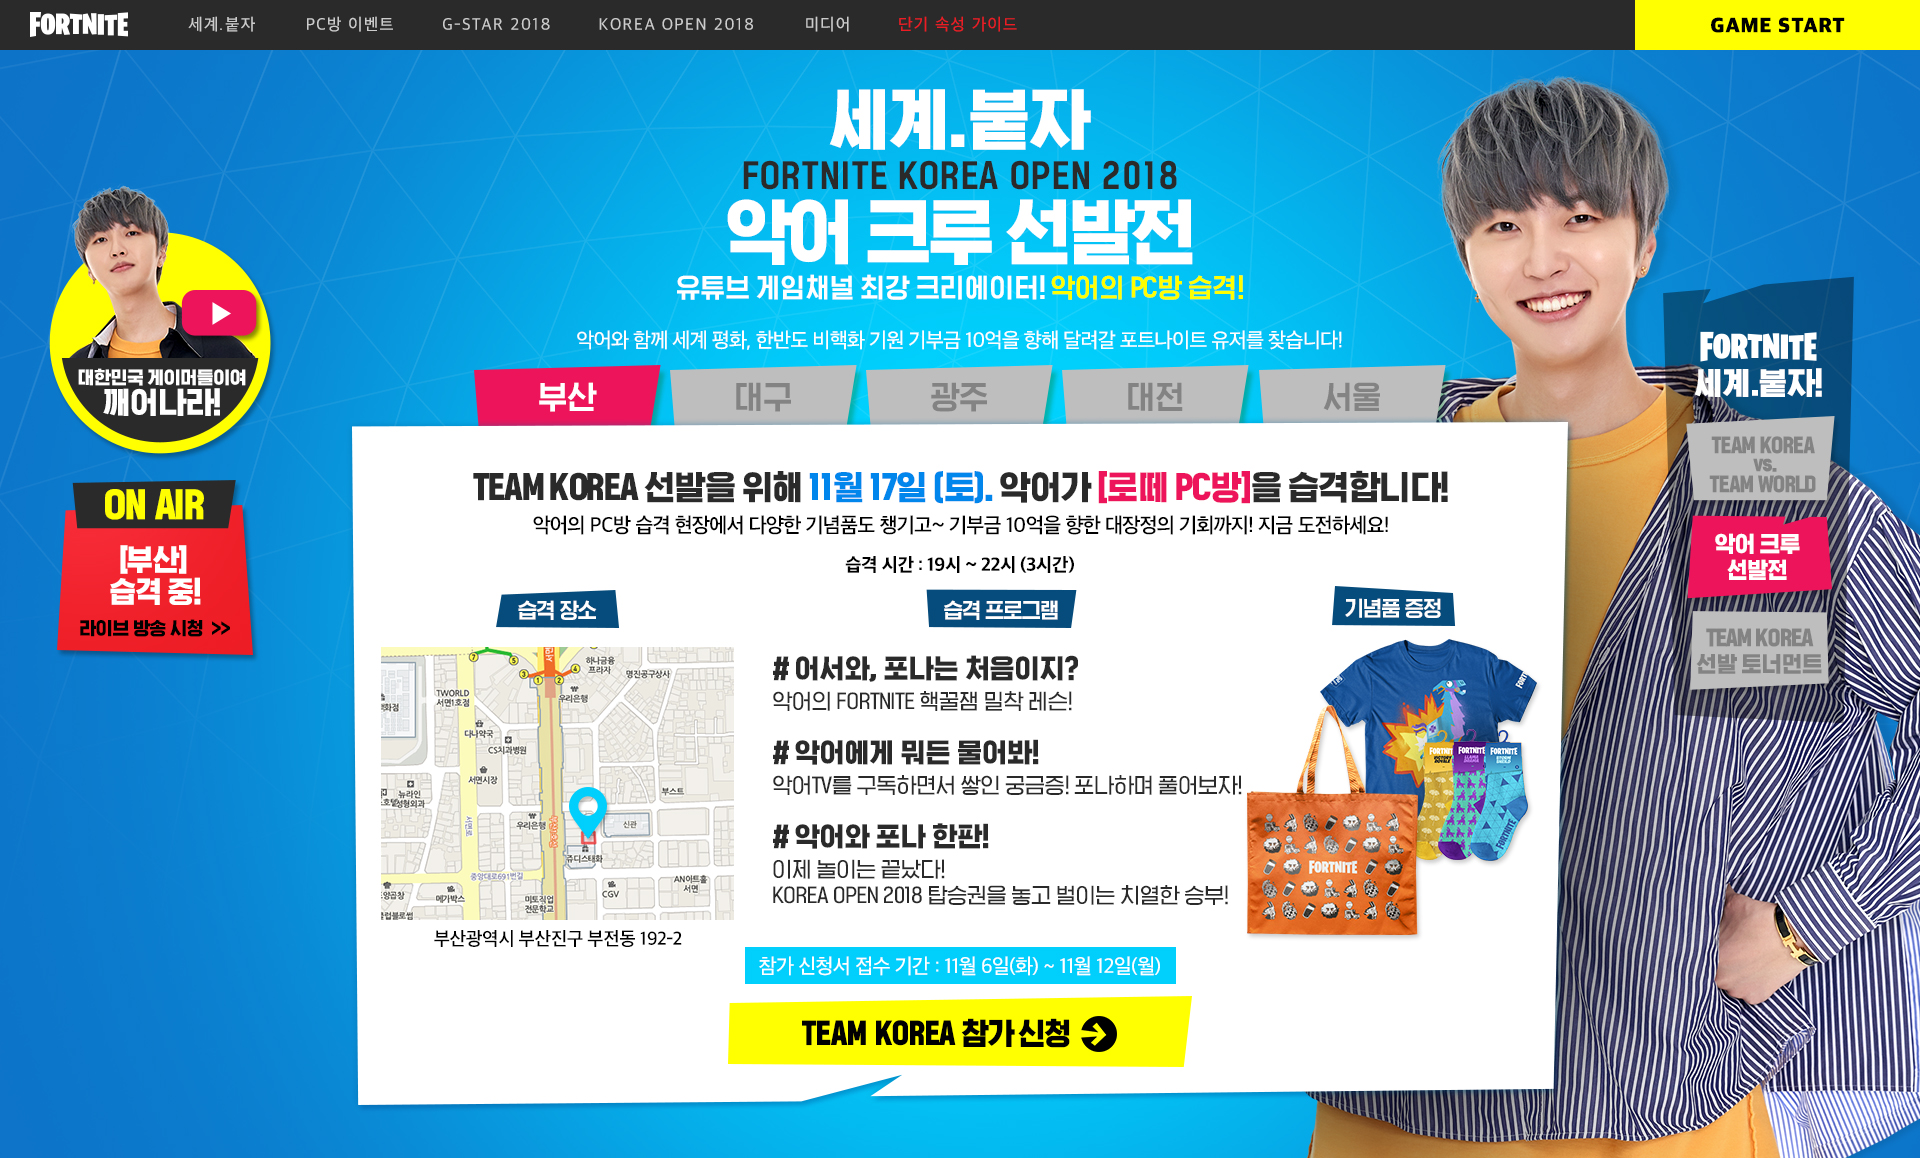 FORTNITE
세계.붙자
PC방 이벤트
G-STAR 2018
KOREA OPEN 2018
미디어
단기 속성 가이드
GAME START
세계.붙자
FORTNITE KOREA OPEN 2018
악어 크루 선발전
유튜브 게임채널 최강 크리에이터! 악어의 PC방 습격!
악어와 함께 세계 평화, 한반도 비핵화 기원 기부금 10억을 향해 달려갈 포트나이트 유저를 찾습니다!
대한민국 게이머들이여
깨어나라!
ON AIR
[부산]
습격 중!
라이브 방송 시청 >>
부산
대구
광주
대전
서울
TEAM KOREA 선발을 위해 11월 17일 (토). 악어가 [로떼 PC방]을 습격합니다!
악어의 PC방 습격 현장에서 다양한 기념품도 챙기고~ 기부금 10억을 향한 대장정의 기회까지! 지금 도전하세요!
습격 시간 : 19시 ~ 22시 (3시간)
습격 장소
하나금융
프라자
명진공구상사
TWORLD
서면1호점
우리은행
다나약국
CS치과병원
서면시장
뉴라인
성형외과
부스트
우리은행
신관
쥬디스태화
중앙대로691번길
메가박스
미토직업
전문학교
CGV
AN아트홀
서면
부산광역시 부산진구 부전동 192-2
습격 프로그램
# 어서와, 포나는 처음이지?
악어의 FORTNITE 핵꿀잼 밀착 레슨!
# 악어에게 뭐든 물어봐!
악어TV를 구독하면서 쌓인 궁금증! 포나하며 풀어보자!
# 악어와 포나 한판!
이제 놀이는 끝났다!
KOREA OPEN 2018 탑승권을 놓고 벌이는 치열한 승부!
기념품 증정
FORTNITE
FORTNITE
FORTNITE
FORTNITE
참가 신청서 접수 기간 : 11월 6일(화) ~ 11월 12일(월)
TEAM KOREA 참가 신청
FORTNITE
세계.붙자!
TEAM KOREA
VS.
TEAM WORLD
악어 크루
선발전
TEAM KOREA
선발 토너먼트